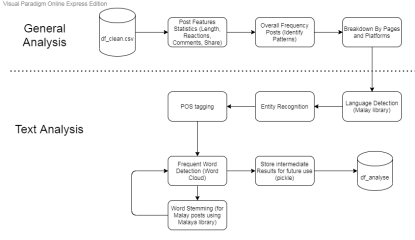 Visual Paradigm Online Express Edition
General
Analysis
df_clean.csv
Post Features
Statistics (Length,
Reactions,
Comments, Share)
Overall Frequency
Posts (Identify
Patterns)
Breakdown By Pages
and Platforms
Text Analysis
POS tagging
Entity Recognition
Language Detection
(Malay library)
Frequent Word
Detection (Word
Cloud)
Store intermediate
Results for future use
(pickle)
df_analyse
Word Stemming (for
Malay posts using
Malaya library)